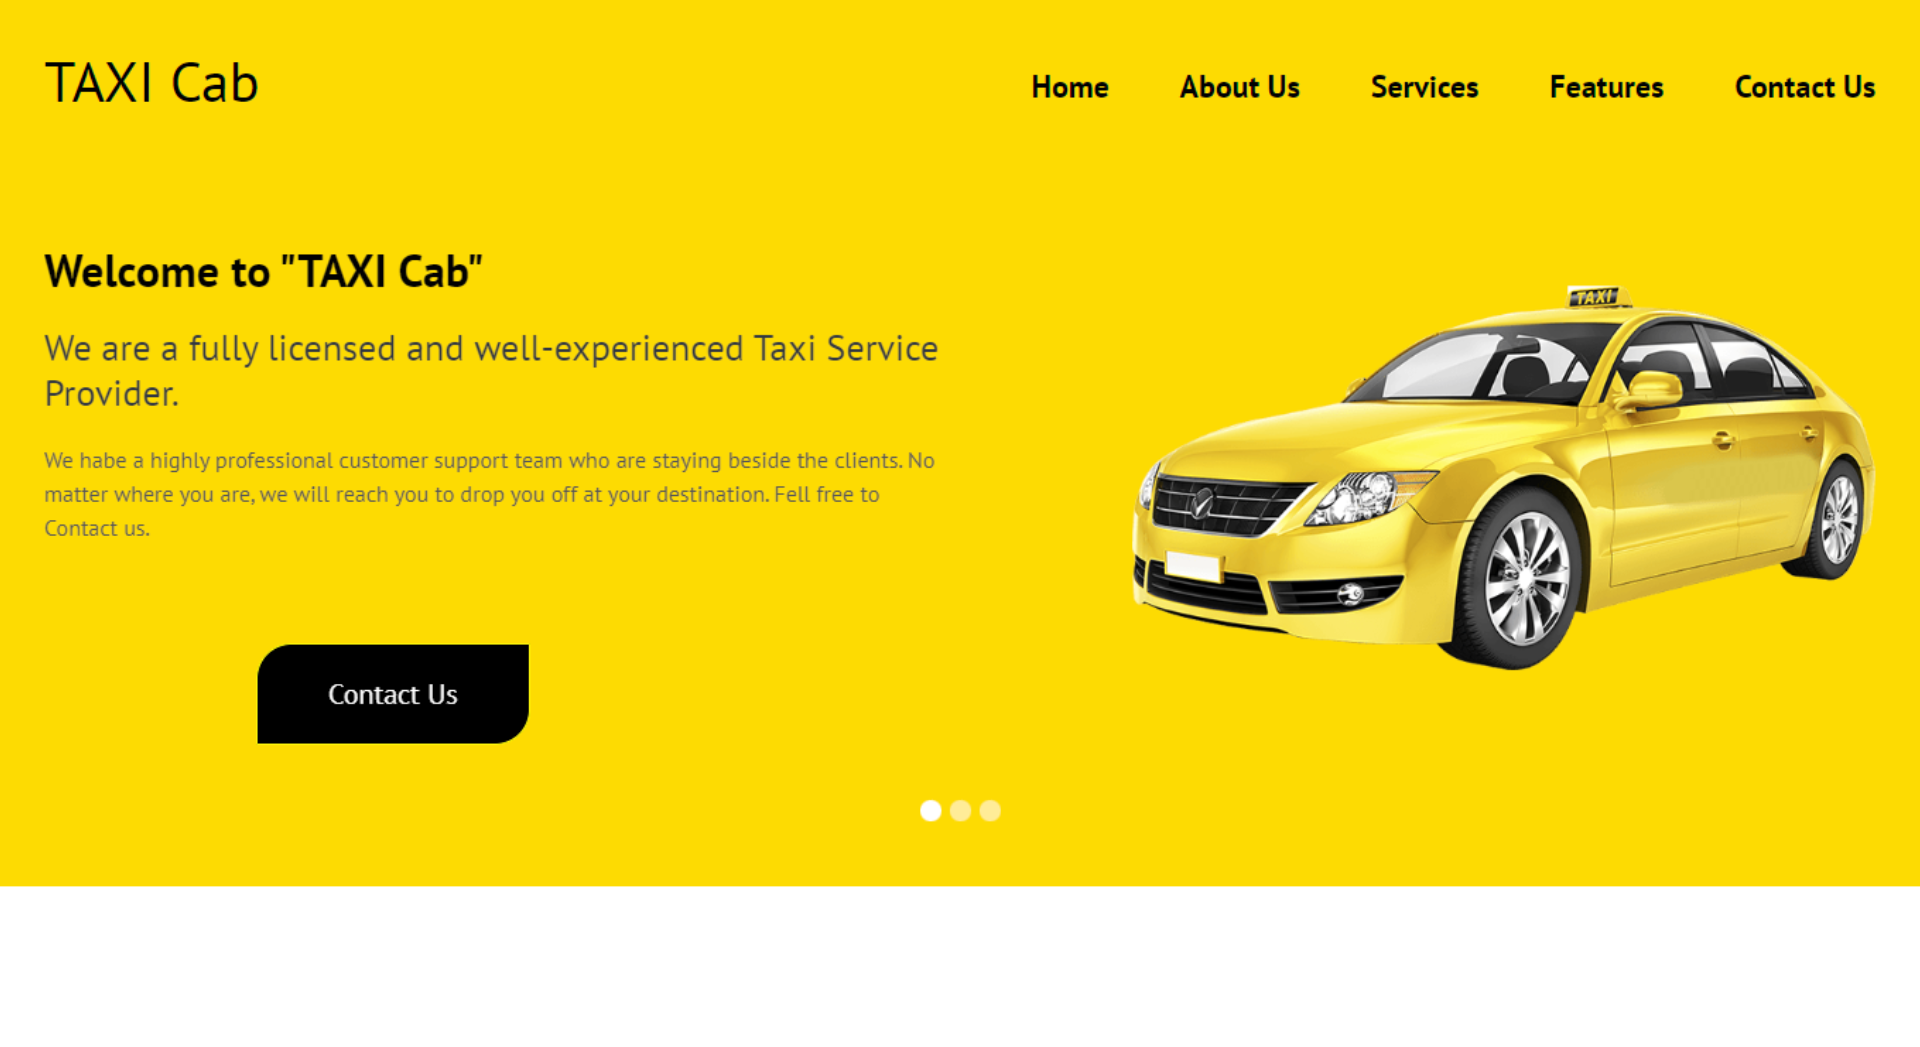 TAXI Cab
Home
About Us
Services
Features
Contact Us
Welcome to "TAXI Cab"
We are a fully licensed and well-experienced Taxi Service
Provider.
We habe a highly professional customer support team who are staying beside the clients. No
matter where you are, we will reach you to drop you off at your destination. Fell free to
Contact us.
TAXI
Contact Us